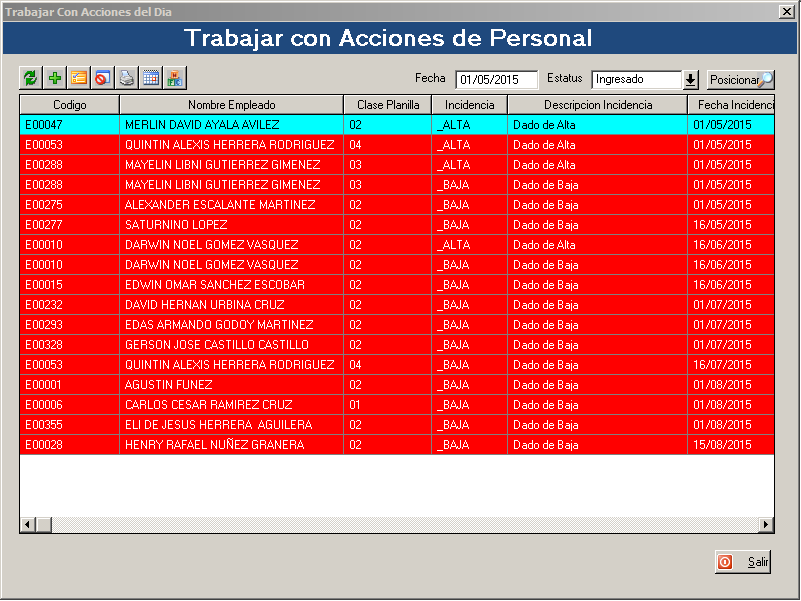 Trabajar Con Acciones del Dia
Trabajar con Acciones de Personal
Fecha 01/05/2015 Estatus Ingresado Posicionar
Codigo Nombre Empleado Clase Planilla Incidencia Descripcion Incidencia Fecha Incidenci
E00047 MERLIN DAVID AYALA AVILEZ 02 _ALTA Dado de Alta 01/05/2015
E00053 QUINTIN ALEXIS HERRERA RODRIGUEZ 04 _ALTA Dado de Alta 01/05/2015
E00288 MAYELIN LIBNI GUTIERREZ GIMENEZ 03 _ALTA Dado de Alta 01/05/2015
E00288 MAYELIN LIBNI GUTIERREZ GIMENEZ 03 _BAJA Dado de Baja 01/05/2015
E00275 ALEXANDER ESCALANTE MARTINEZ 02 _BAJA Dado de Baja 01/05/2015
E00277 SATURNINO LOPEZ 02 _BAJA Dado de Baja 16/05/2015
E00010 DARWIN NOEL GOMEZ VASQUEZ 02 _ALTA Dado de Alta 16/06/2015
E00010 DARWIN NOEL GOMEZ VASQUEZ 02 _BAJA Dado de Baja 16/06/2015
E00015 EDWIN OMAR SANCHEZ ESCOBAR 02 _BAJA Dado de Baja 16/06/2015
E00232 DAVID HERNAN URBINA CRUZ 02 _BAJA Dado de Baja 01/07/2015
E00293 EDAS ARMANDO GODOY MARTINEZ 02 _BAJA Dado de Baja 01/07/2015
E00328 GERSON JOSE CASTILLO CASTILLO 02 _BAJA Dado de Baja 01/07/2015
E00053 QUINTIN ALEXIS HERRERA RODRIGUEZ 04 _BAJA Dado de Baja 16/07/2015
E00001 AGUSTIN FUNEZ 02 _BAJA Dado de Baja 01/08/2015
E00006 CARLOS CESAR RAMIREZ CRUZ 01 _BAJA Dado de Baja 01/08/2015
E00355 ELI DE JESUS HERRERA  AGUILERA 02 _BAJA Dado de Baja 01/08/2015
E00028 HENRY RAFAEL NUÑEZ GRANERA 02 _BAJA Dado de Baja 15/08/2015
Salir